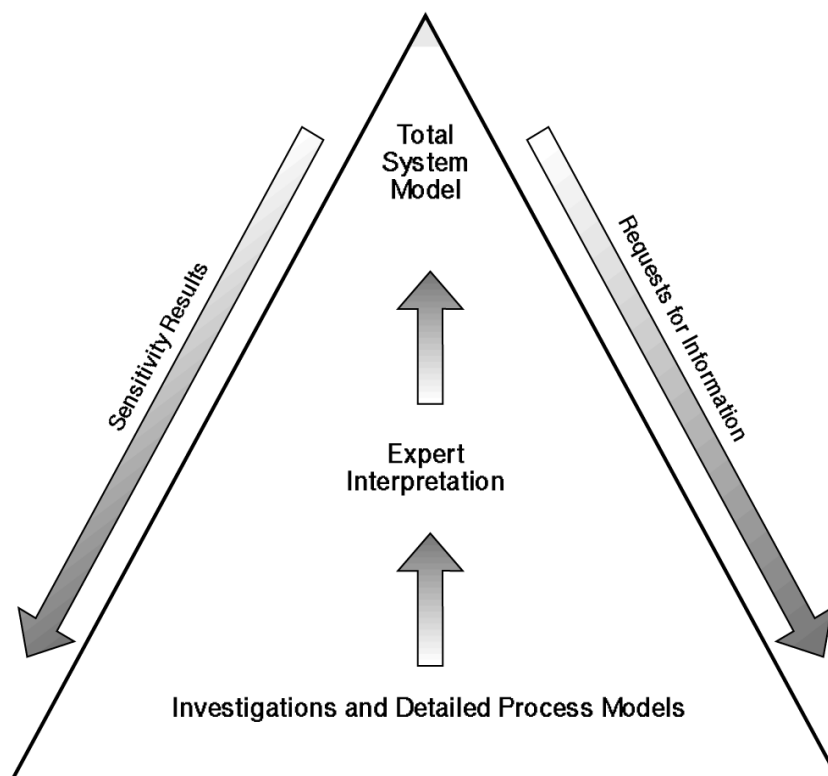 Total
System
Model
Sensitivity Results
Requests for Information
Expert
Interpretation
Investigations and Detailed Process Models